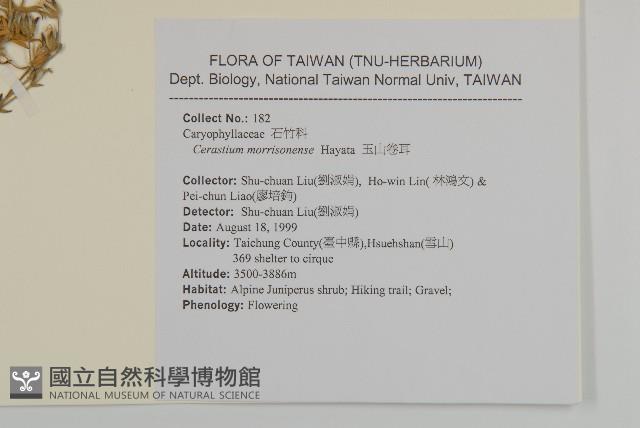 FLORA OF TAIWAN (TNU-HERBARIUM)
Dept. Biology, National Taiwan Normal Univ, TAIWAN
Collect No.: 182
Caryophyllaceae 石竹科
Cerastium morrisonense Hayata 玉山卷耳
Collector: Shu-chuan Liu(劉淑娟), Ho-win Lin( 林鴻文) &
Pei-chun Liao(廖培鈞)
Detector: Shu-chuan Liu(劉淑娟)
Date: August 18, 1999
Locality: Taichung County(臺中縣),Hsuehshan(雪山)
369 shelter to cirque
Altitude: 3500-3886m
Habitat: Alpine Juniperus shrub; Hiking trail; Gravel;
Phenology: Flowering
國立自然科學博物館
NATIONAL MUSEUM OF NATURAL SCIENCE